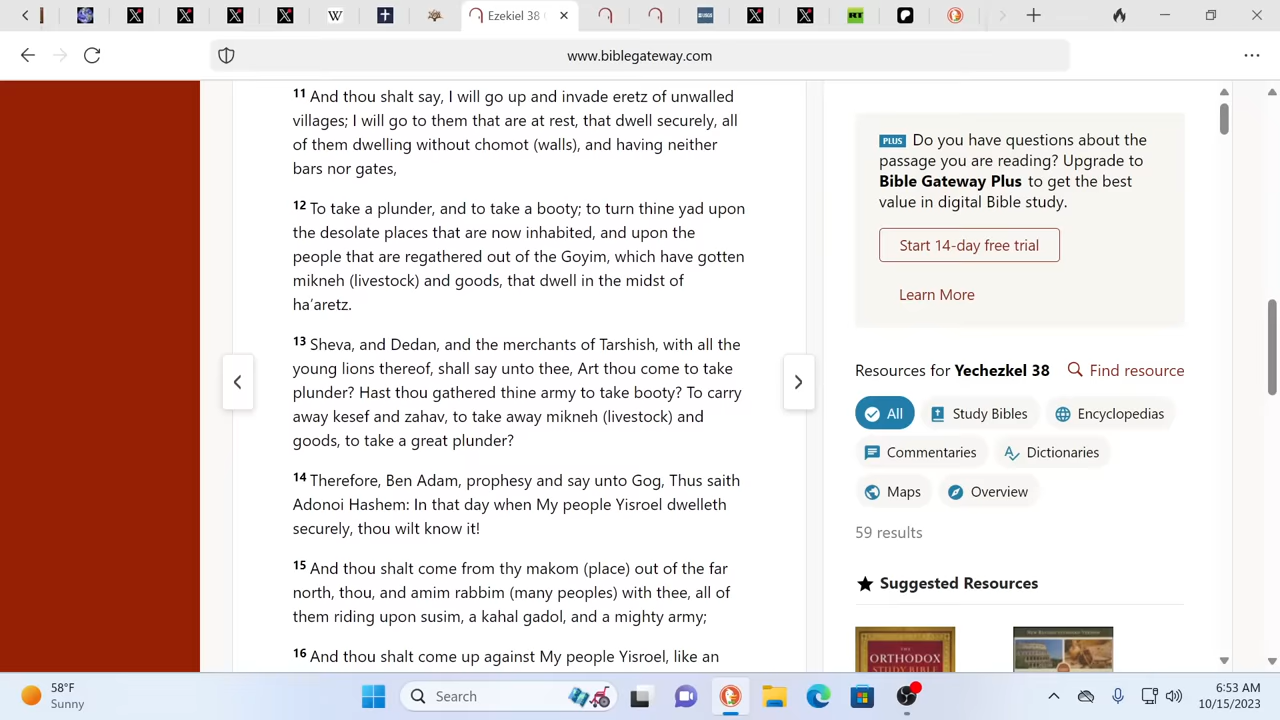 Ezekiel 38
www.biblegateway.com
11 And thou shalt say, I will go up and invade eretz of unwalled
villages; I will go to them that are at rest, that dwell securely, all
of them dwelling without chomot (walls), and having neither
bars nor gates,
12 To take a plunder, and to take a booty; to turn thine yad upon
the desolate places that are now inhabited, and upon the
people that are regathered out of the Goyim, which have gotten
mikneh (livestock) and goods, that dwell in the midst of
ha’aretz.
13 Sheva, and Dedan, and the merchants of Tarshish, with all the
young lions thereof, shall say unto thee, Art thou come to take
plunder? Hast thou gathered thine army to take booty? To carry
away kesef and zahav, to take away mikneh (livestock) and
goods, to take a great plunder?
14 Therefore, Ben Adam, prophesy and say unto Gog, Thus saith
Adonoi Hashem: In that day when My people Yisroel dwelleth
securely, thou wilt know it!
15 And thou shalt come from thy makom (place) out of the far
north, thou, and amim rabbim (many peoples) with thee, all of
them riding upon susim, a kahal gadol, and a mighty army;
16 And thou shalt come up against My people Yisroel, like an
PLUS Do you have questions about the
passage you are reading? Upgrade to
Bible Gateway Plus to get the best
value in digital Bible study.
Start 14-day free trial
Learn More
Resources for Yechezkel 38 Find resource
All Study Bibles Encyclopedias
Commentaries Dictionaries
Maps Overview
59 results
Suggested Resources
THE
ORTHODOX
STUDY BIBLE
58°F
Sunny
Search
6:53 AM
10/15/2023